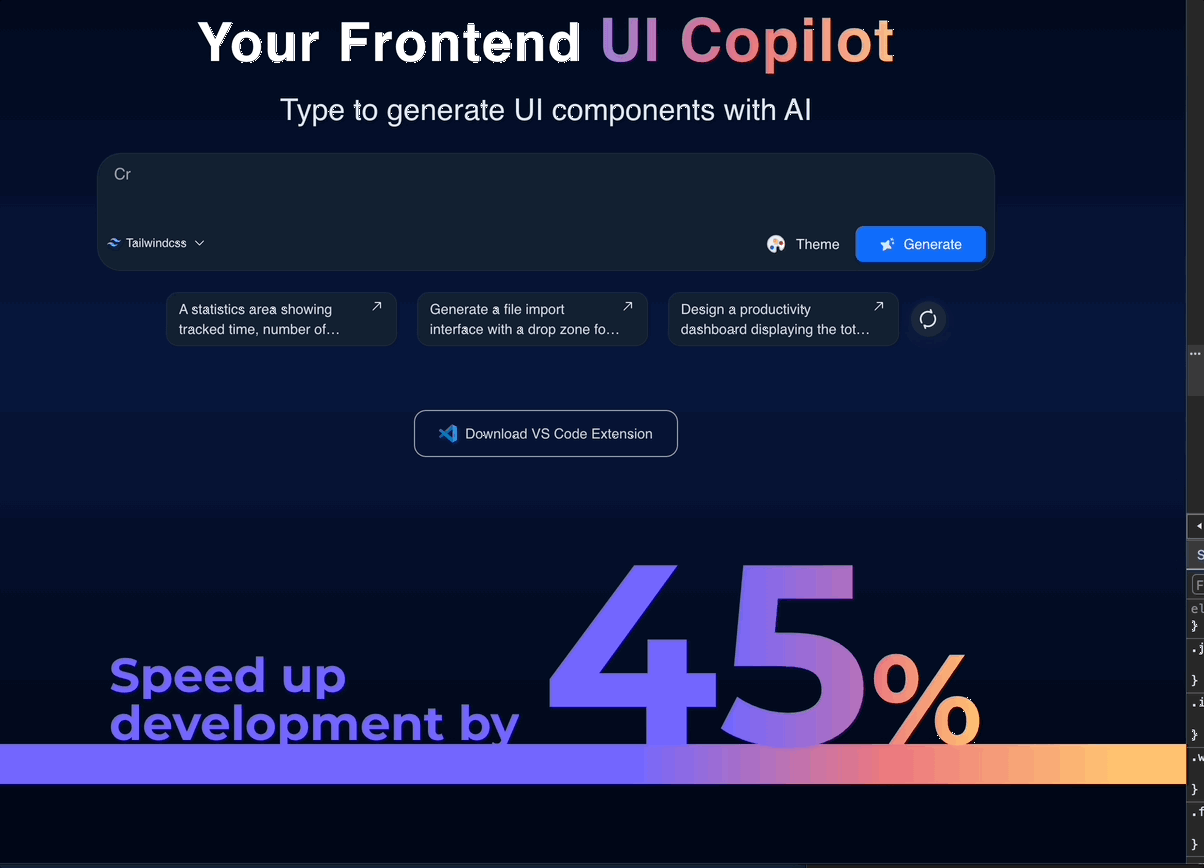 Your Frontend UI Copilot
Type to generate UI components with AI
Cr
Tailwindcss
Theme
Generate
A statistics area showing
tracked time, number of…
Generate a file import
interface with a drop zone fo…
Design a productivity
dashboard displaying the tot…
Download VS Code Extension
45%
Speed up
development by
S
F
el
}
.j
}
.i
}
.w
}
.f
}